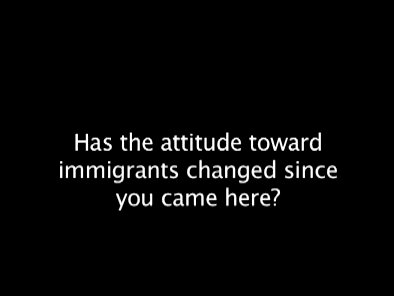 Has the attitude toward
immigrants changed since
you came here?